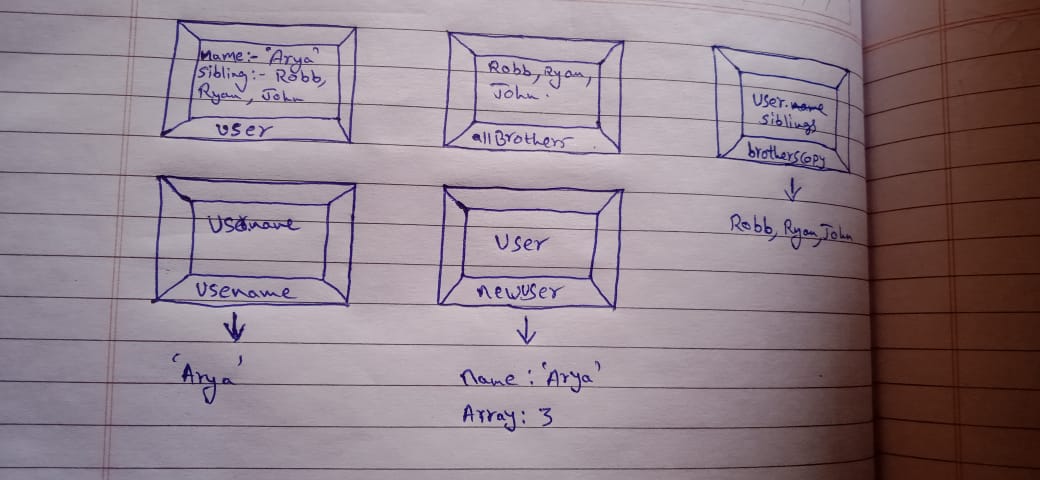 Name:- 'Arya'
Sibling:- Robb,
Ryan, John
user
Robb, Ryan,
John.
allBrothers
User.name
siblings
brotherscopy
Robb, Ryan, John
Usename
'Arya'
User
newuser
Name : 'Arya'
Array: 3